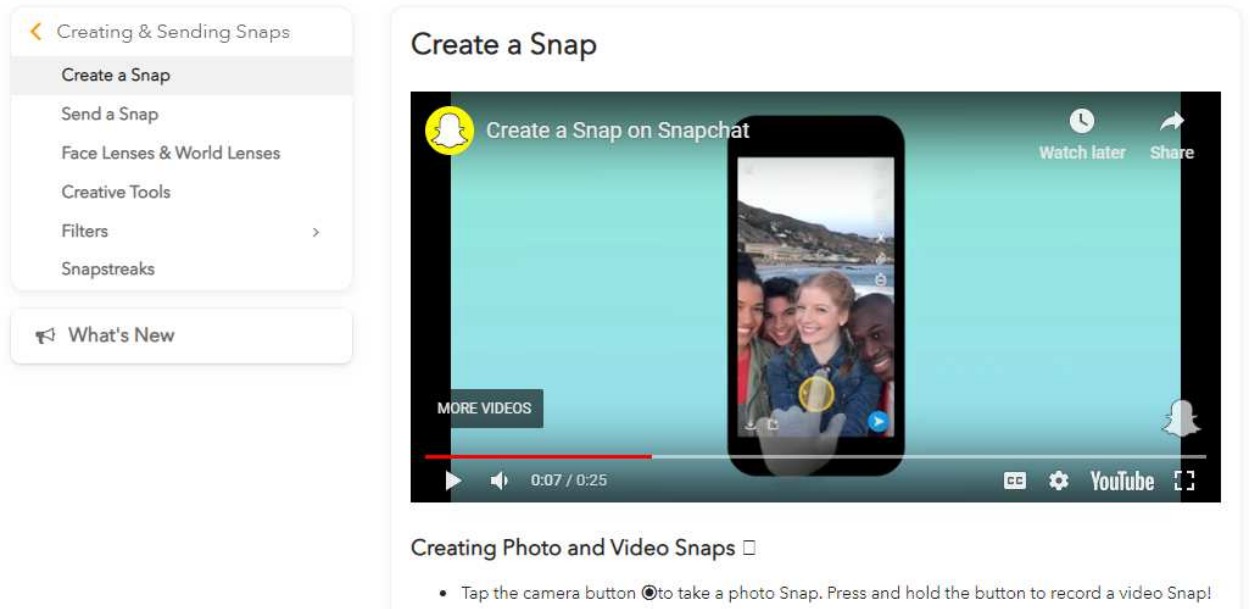 Creating & Sending Snaps
Create a Snap
Send a Snap
Face Lenses & World Lenses
Creative Tools
Filters
Snapstreaks
What's New
Create a Snap
Create a Snap on Snapchat
Watch later
Share
MORE VIDEOS
0:07 / 0:25
CC
YouTube
Creating Photo and Video Snaps
Tap the camera button to take a photo Snap. Press and hold the button to record a video Snap!